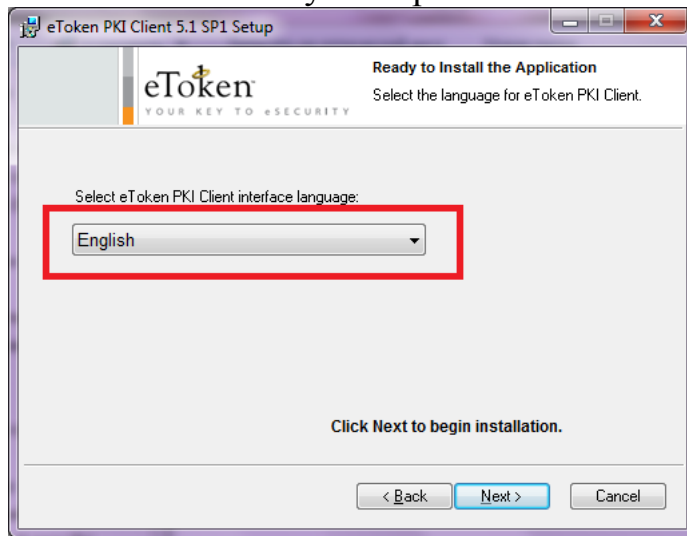 eToken PKI Client 5.1 SP1 Setup
eToken
YOUR KEY TO eSECURITY
Ready to Install the Application
Select the language for eToken PKI Client.
Select eToken PKI Client interface language:
English
Click Next to begin installation.
< Back Next > Cancel